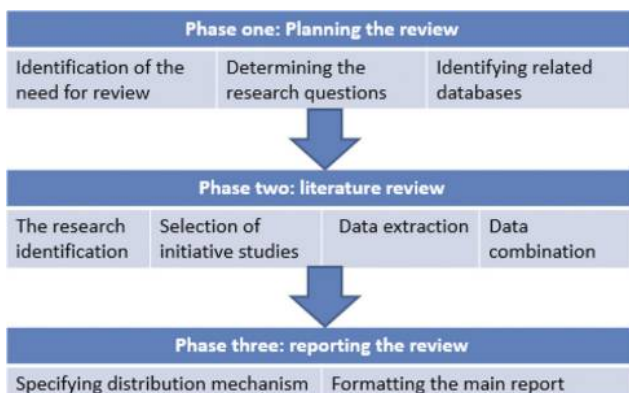 Phase one: Planning the review
Identification of the need for review
Determining the research questions
Identifying related databases
Phase two: literature review
The research identification
Selection of initiative studies
Data extraction
Data combination
Phase three: reporting the review
Specifying distribution mechanism
Formatting the main report